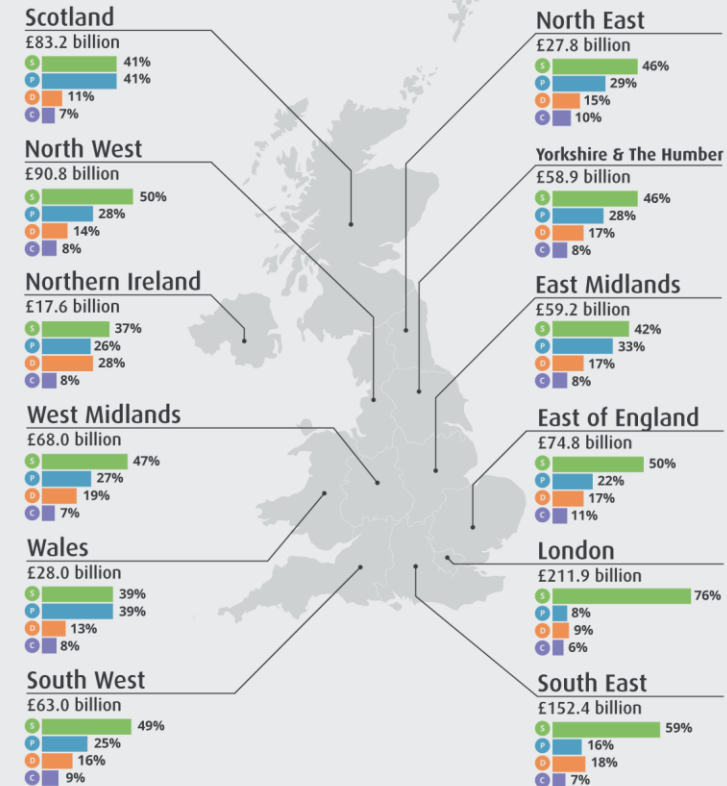 Scotland
£83.2 billion
S 41%
P 41%
D 11%
C 7%
North West
£90.8 billion
S 50%
P 28%
D 14%
C 8%
Northern Ireland
£17.6 billion
S 37%
P 26%
D 28%
C 8%
West Midlands
£68.0 billion
S 47%
P 27%
D 19%
C 7%
Wales
£28.0 billion
S 39%
P 39%
D 13%
C 8%
South West
£63.0 billion
S 49%
P 25%
D 16%
C 9%
North East
£27.8 billion
S 46%
P 29%
D 15%
C 10%
Yorkshire & The Humber
£58.9 billion
S 46%
P 28%
D 17%
C 8%
East Midlands
£59.2 billion
S 42%
P 33%
D 17%
C 8%
East of England
£74.8 billion
S 50%
P 22%
D 17%
C 11%
London
£211.9 billion
S 76%
P 8%
D 9%
C 6%
South East
£152.4 billion
S 59%
P 16%
D 18%
C 7%